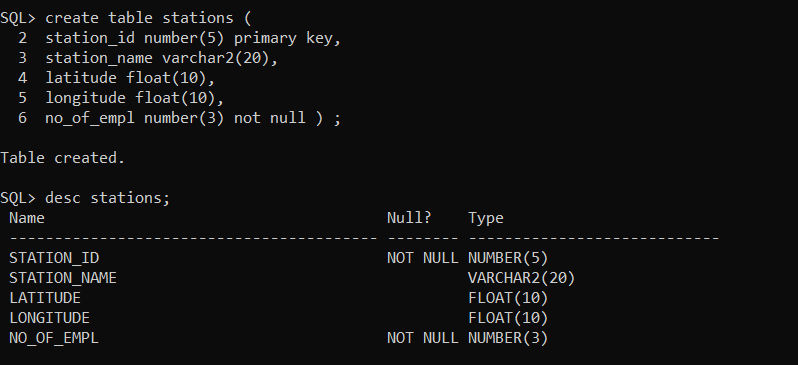 SQL> create table stations (
  2  station_id number(5) primary key,
  3  station_name varchar2(20),
  4  latitude float(10),
  5  longitude float(10),
  6  no_of_empl number(3) not null ) ;
Table created.
SQL> desc stations;
 Name                                      Null?    Type
 ----------------------------------------- -------- ----------------------------
 STATION_ID                                NOT NULL NUMBER(5)
 STATION_NAME                                       VARCHAR2(20)
 LATITUDE                                           FLOAT(10)
 LONGITUDE                                          FLOAT(10)
 NO_OF_EMPL                                NOT NULL NUMBER(3)